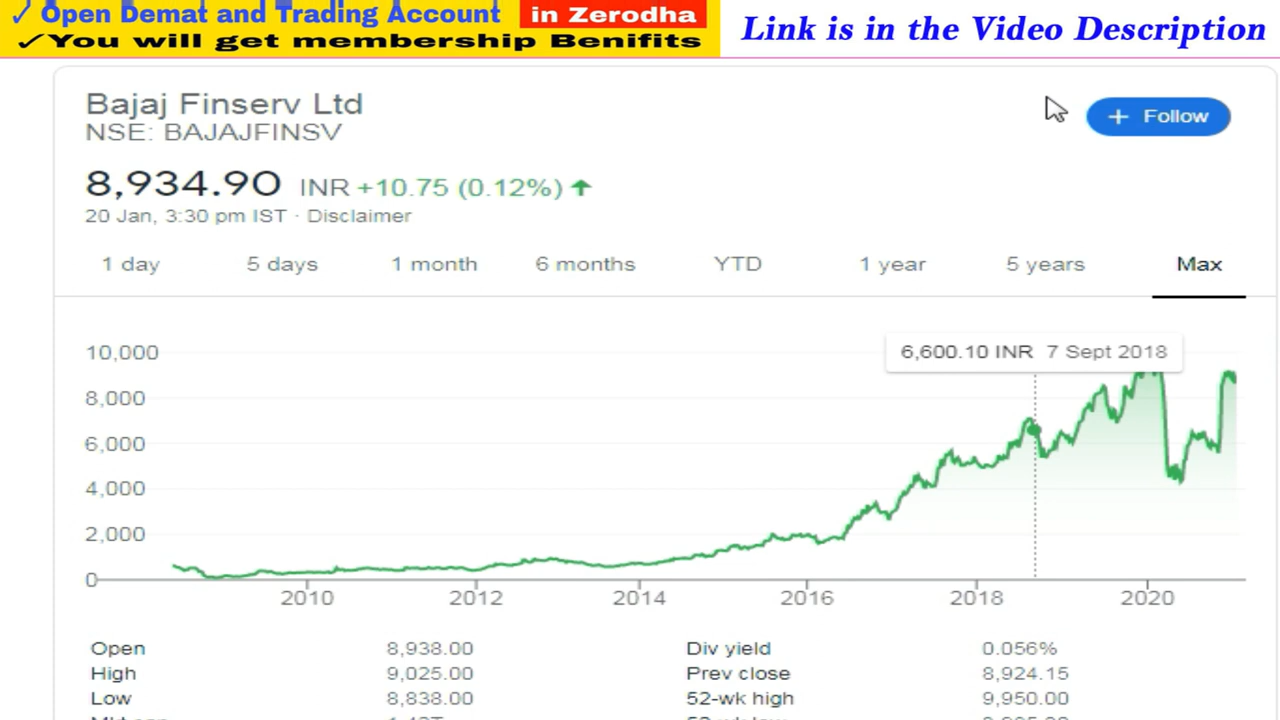 ✓ Open Demat and Trading Account in Zerodha
✓You will get membership Benifits
Link is in the Video Description
Bajaj Finserv Ltd
NSE: BAJAJFINSV
+ Follow
8,934.90 INR +10.75 (0.12%) ↑
20 Jan, 3:30 pm IST · Disclaimer
1 day 5 days 1 month 6 months YTD 1 year 5 years Max
6,600.10 INR 7 Sept 2018
10,000
8,000
6,000
4,000
2,000
0
2010 2012 2014 2016 2018 2020
Open 8,938.00 Div yield 0.056%
High 9,025.00 Prev close 8,924.15
Low 8,838.00 52-wk high 9,950.00